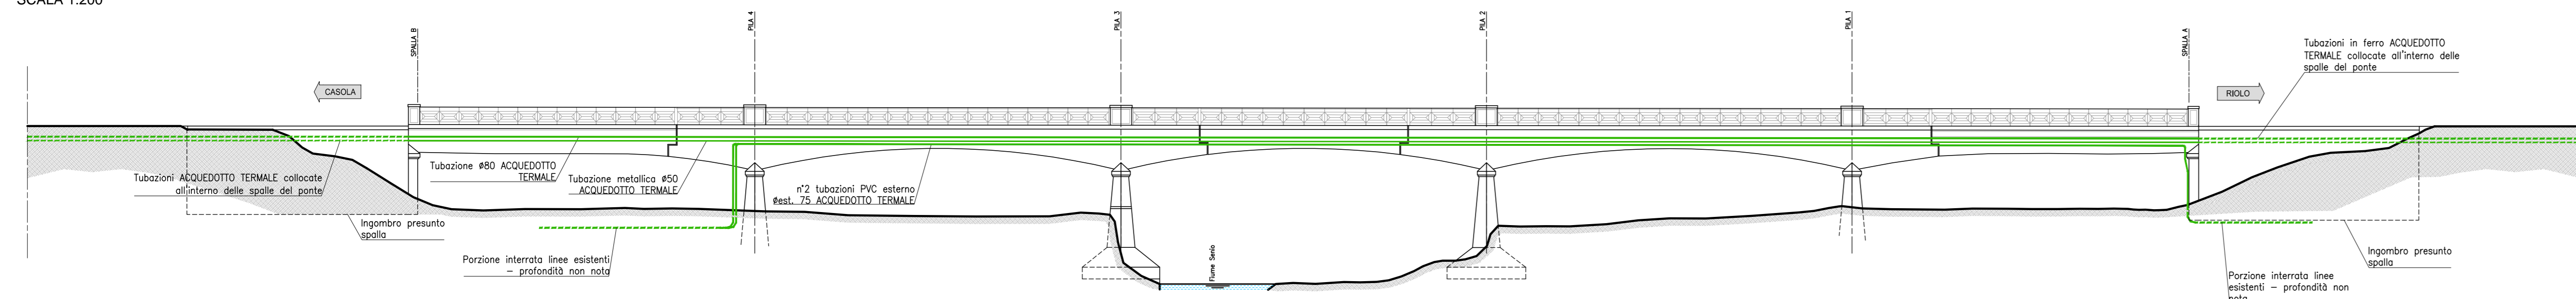 SCALA 1:200
SPALLA B
PILA 4
PILA 3
PILA 2
PILA 1
SPALLA A
CASOLA
RIOLO
Tubazioni in ferro ACQUEDOTTO
TERMALE collocate all'interno delle
spalle del ponte
Tubazioni ACQUEDOTTO TERMALE collocate
all'interno delle spalle del ponte
Tubazione Ø80 ACQUEDOTTO
TERMALE
Tubazione metallica Ø50
ACQUEDOTTO TERMALE
n°2 tubazioni PVC esterno
Øest. 75 ACQUEDOTTO TERMALE
Ingombro presunto
spalla
Porzione interrata linee esistenti
– profondità non nota
Fiume Senio
Ingombro presunto
spalla
Porzione interrata linee
esistenti – profondità non
nota